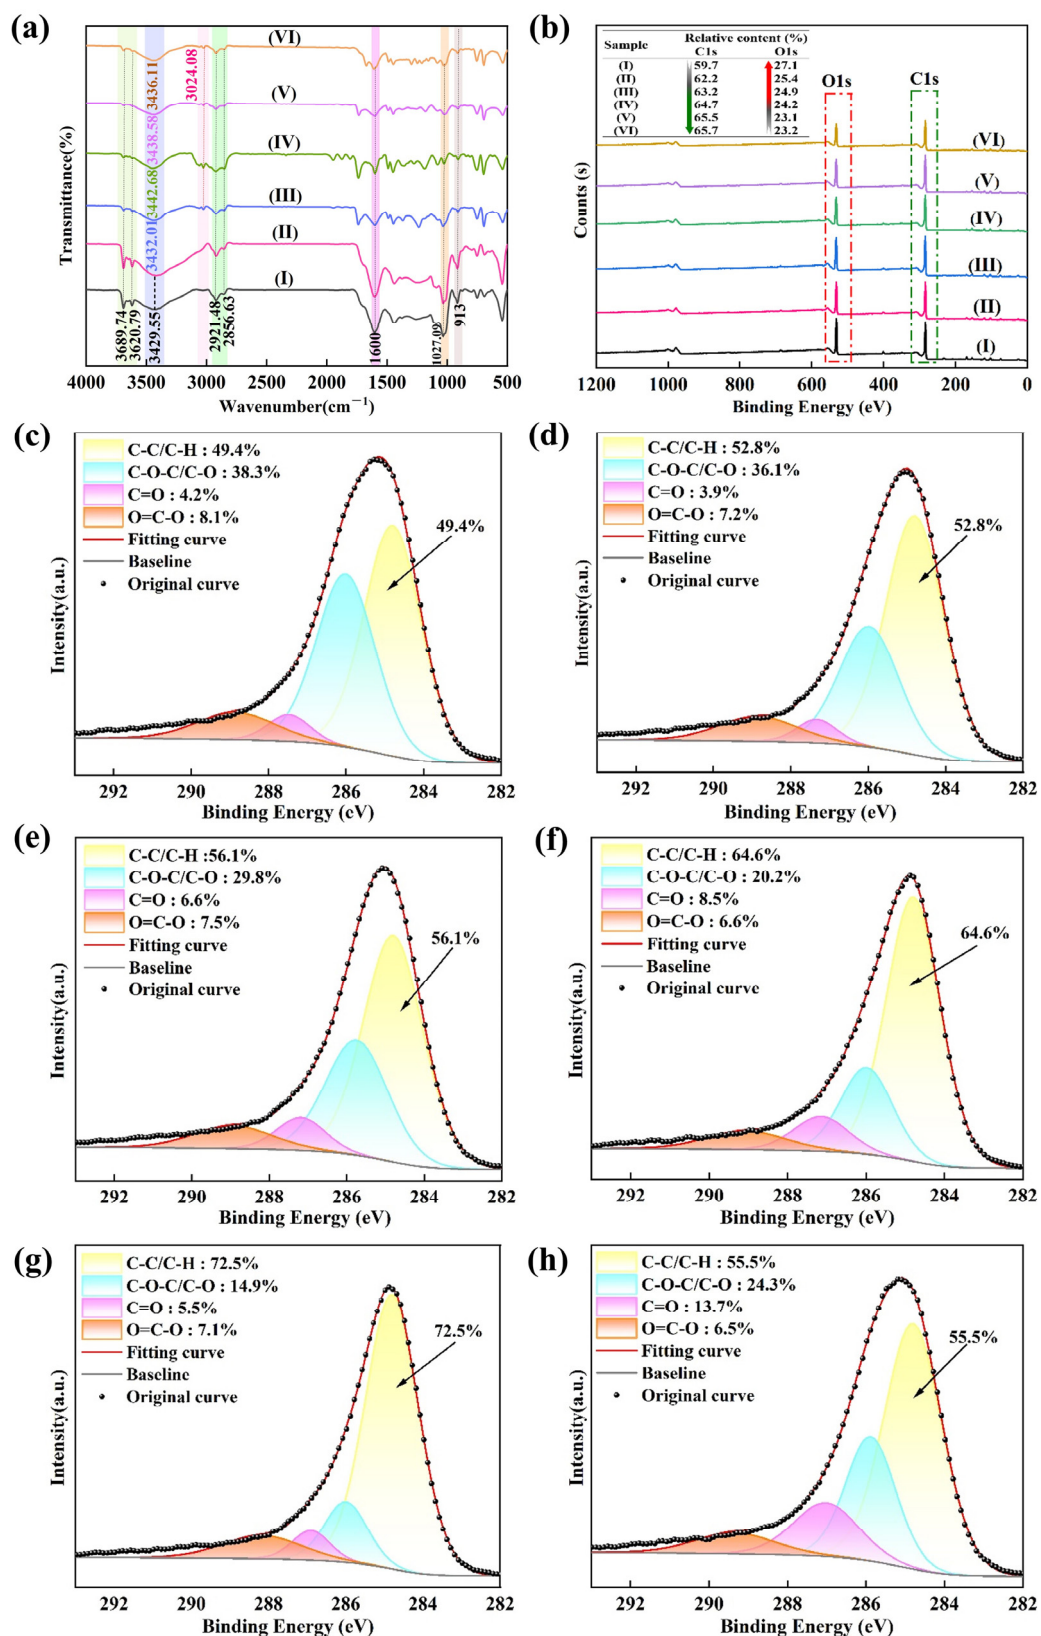 (a)
(VI)
(V)
(IV)
(III)
(II)
(I)
3436.11
3438.58
3442.68
3432.01
3429.55
3024.08
3689.74
3620.79
2921.48
2856.63
1600
1027.09
913
Transmittance(%)
4000 3500 3000 2500 2000 1500 1000 500
Wavenumber(cm⁻¹)
(b)
Sample Relative content (%)
C1s O1s
(I) 59.7 27.1
(II) 62.2 25.4
(III) 63.2 24.9
(IV) 64.7 24.2
(V) 65.5 23.1
(VI) 65.7 23.2
O1s C1s
(VI)
(V)
(IV)
(III)
(II)
(I)
Counts (s)
1200 1000 800 600 400 200 0
Binding Energy (eV)
(c)
C-C/C-H : 49.4%
C-O-C/C-O : 38.3%
C=O : 4.2%
O=C-O : 8.1%
Fitting curve
Baseline
Original curve
49.4%
Intensity(a.u.)
292 290 288 286 284 282
Binding Energy (eV)
(d)
C-C/C-H : 52.8%
C-O-C/C-O : 36.1%
C=O : 3.9%
O=C-O : 7.2%
Fitting curve
Baseline
Original curve
52.8%
Intensity(a.u.)
292 290 288 286 284 282
Binding Energy (eV)
(e)
C-C/C-H :56.1%
C-O-C/C-O : 29.8%
C=O : 6.6%
O=C-O : 7.5%
Fitting curve
Baseline
Original curve
56.1%
Intensity(a.u.)
292 290 288 286 284 282
Binding Energy (eV)
(f)
C-C/C-H : 64.6%
C-O-C/C-O : 20.2%
C=O : 8.5%
O=C-O : 6.6%
Fitting curve
Baseline
Original curve
64.6%
Intensity(a.u.)
292 290 288 286 284 282
Binding Energy (eV)
(g)
C-C/C-H : 72.5%
C-O-C/C-O : 14.9%
C=O : 5.5%
O=C-O : 7.1%
Fitting curve
Baseline
Original curve
72.5%
Intensity(a.u.)
292 290 288 286 284 282
Binding Energy (eV)
(h)
C-C/C-H : 55.5%
C-O-C/C-O : 24.3%
C=O : 13.7%
O=C-O : 6.5%
Fitting curve
Baseline
Original curve
55.5%
Intensity(a.u.)
292 290 288 286 284 282
Binding Energy (eV)